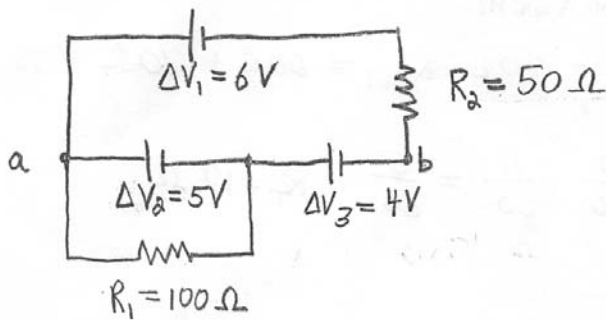 ΔV₁ = 6 V
R₂ = 50 Ω
a
b
ΔV₂ = 5V
ΔV₃ = 4V
R₁ = 100 Ω